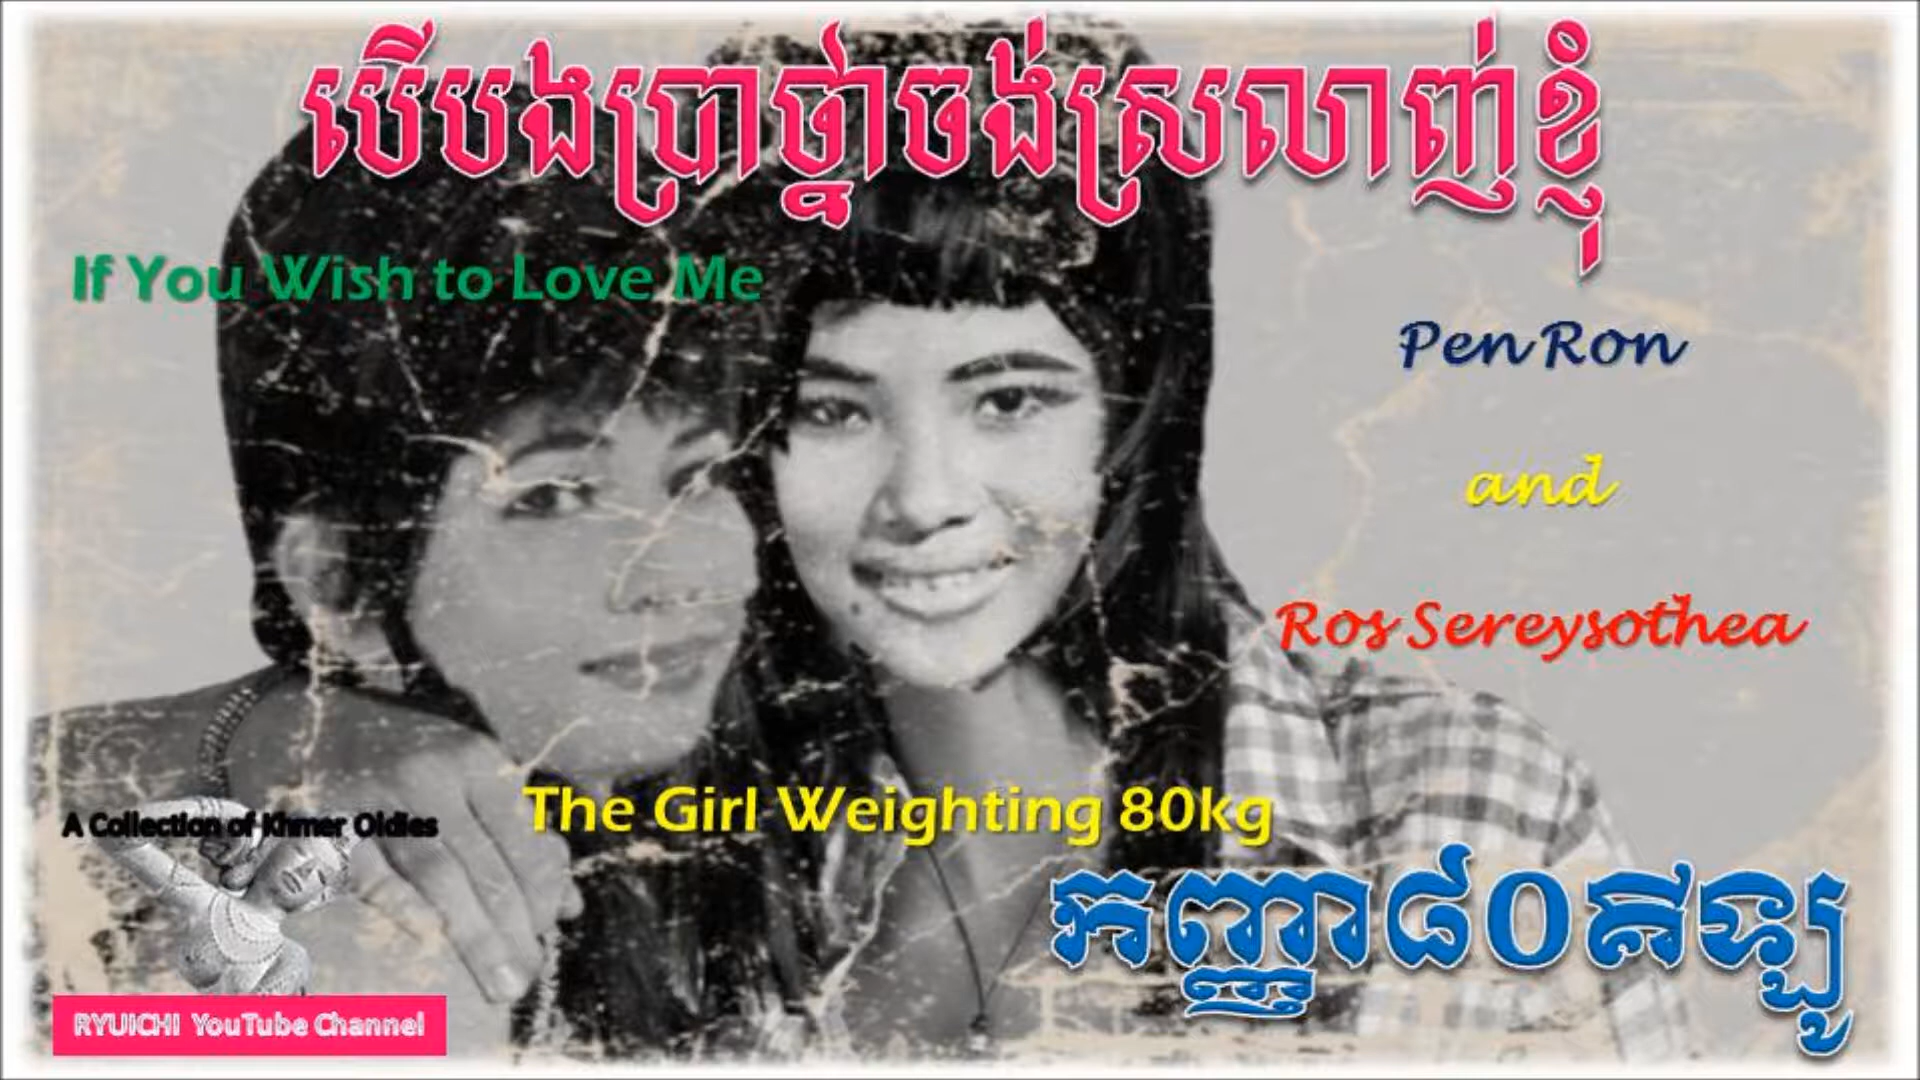 បើបងប្រាថ្នាចង់ស្រលាញ់ខ្ញុំ
If You Wish to Love Me
Pen Ron
and
Ros Sereysothea
The Girl Weighting 80kg
A Collection of Khmer Oldies
កញ្ញា៨០គីឡូ
RYUICHI YouTube Channel